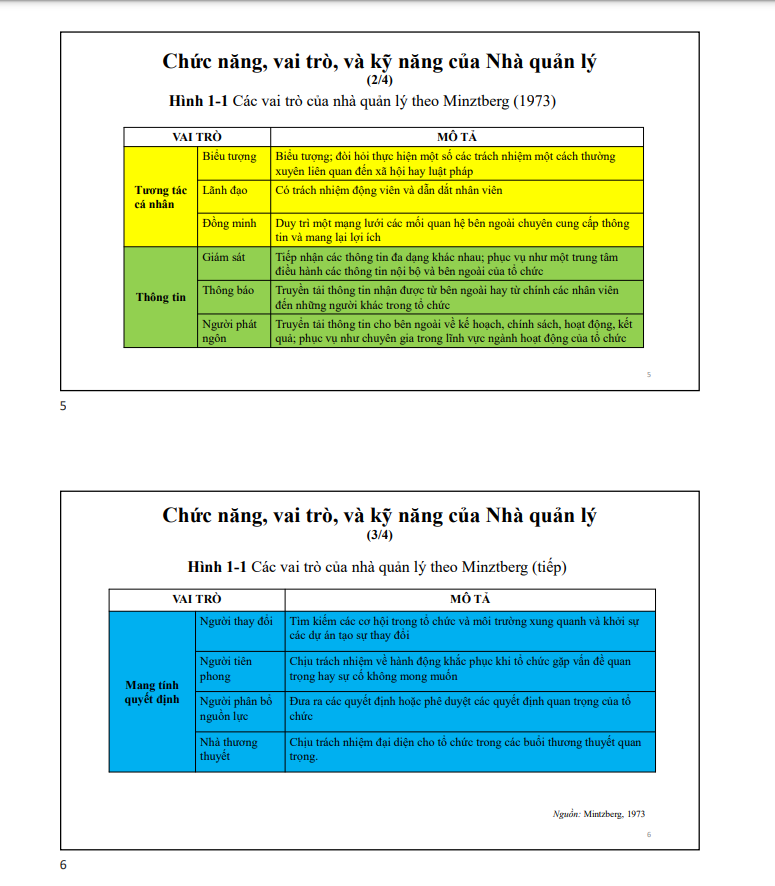 Chức năng, vai trò, và kỹ năng của Nhà quản lý
(2/4)
Hình 1-1 Các vai trò của nhà quản lý theo Minztberg (1973)
VAI TRÒ MÔ TẢ
Tương tác
cá nhân
Biểu tượng
Biểu tượng; đòi hỏi thực hiện một số các trách nhiệm một cách thường
xuyên liên quan đến xã hội hay luật pháp
Lãnh đạo
Có trách nhiệm động viên và dẫn dắt nhân viên
Đồng minh
Duy trì một mạng lưới các mối quan hệ bên ngoài chuyên cung cấp thông
tin và mang lại lợi ích
Thông tin
Giám sát
Tiếp nhận các thông tin đa dạng khác nhau; phục vụ như một trung tâm
điều hành các thông tin nội bộ và bên ngoài của tổ chức
Thông báo
Truyền tải thông tin nhận được từ bên ngoài hay từ chính các nhân viên
đến những người khác trong tổ chức
Người phát
ngôn
Truyền tải thông tin cho bên ngoài về kế hoạch, chính sách, hoạt động, kết
quả; phục vụ như chuyên gia trong lĩnh vực ngành hoạt động của tổ chức
5
5
Chức năng, vai trò, và kỹ năng của Nhà quản lý
(3/4)
Hình 1-1 Các vai trò của nhà quản lý theo Minztberg (tiếp)
VAI TRÒ MÔ TẢ
Mang tính
quyết định
Người thay đổi
Tìm kiếm các cơ hội trong tổ chức và môi trường xung quanh và khởi sự
các dự án tạo sự thay đổi
Người tiên
phong
Chịu trách nhiệm về hành động khắc phục khi tổ chức gặp vấn đề quan
trọng hay sự cố không mong muốn
Người phân bổ
nguồn lực
Đưa ra các quyết định hoặc phê duyệt các quyết định quan trọng của tổ
chức
Nhà thương
thuyết
Chịu trách nhiệm đại diện cho tổ chức trong các buổi thương thuyết quan
trọng.
Nguồn: Mintzberg, 1973
6
6